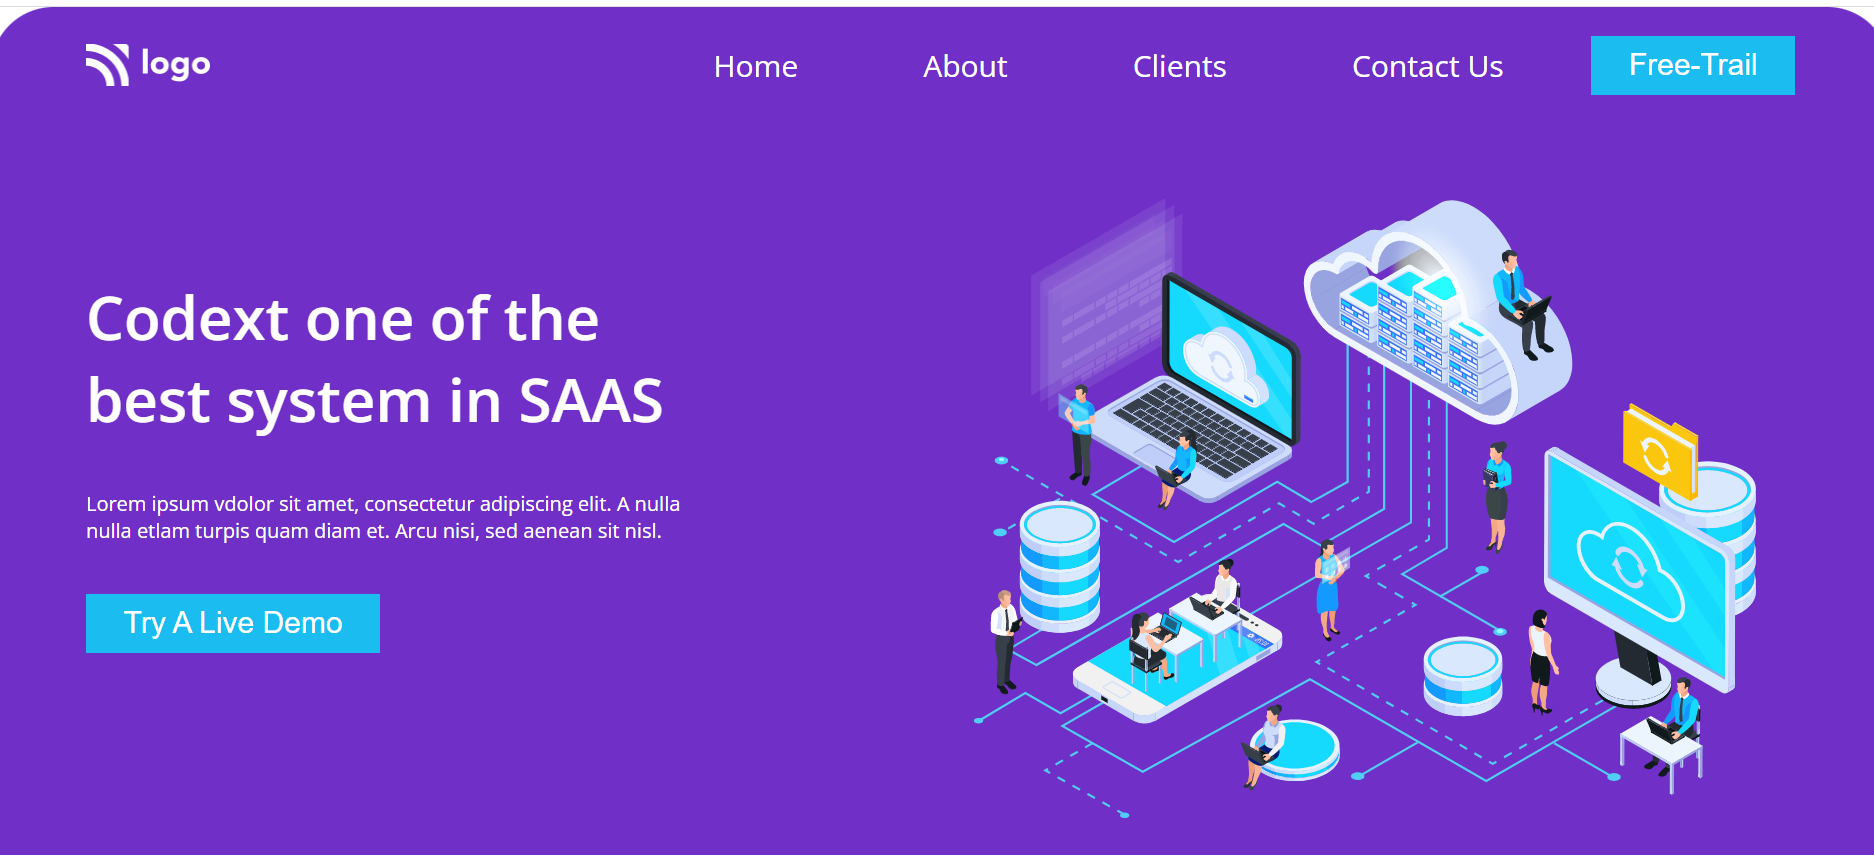 logo
Home
About
Clients
Contact Us
Free-Trail
Codext one of the
best system in SAAS
Lorem ipsum vdolor sit amet, consectetur adipiscing elit. A nulla
nulla etlam turpis quam diam et. Arcu nisi, sed aenean sit nisl.
Try A Live Demo